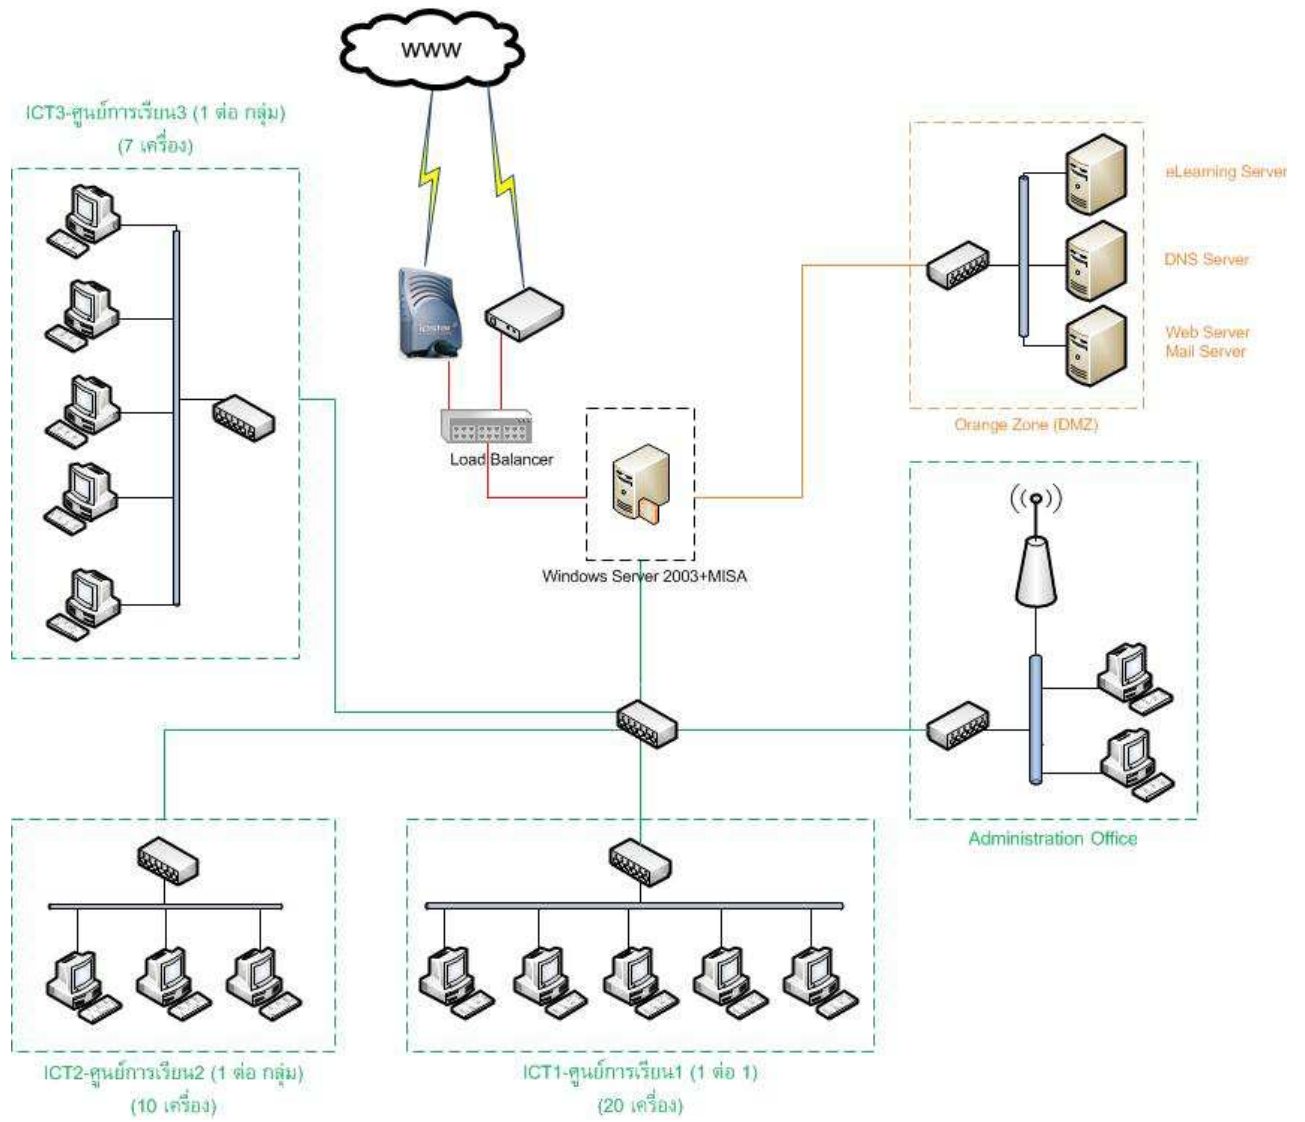 WWW
ICT3-ศูนย์การเรียน3 (1 ต่อ กลุ่ม)
(7 เครื่อง)
eLearning Server
DNS Server
Web Server
Mail Server
Orange Zone (DMZ)
ipstar
Load Balancer
Windows Server 2003+MISA
Administration Office
ICT2-ศูนย์การเรียน2 (1 ต่อ กลุ่ม)
(10 เครื่อง)
ICT1-ศูนย์การเรียน1 (1 ต่อ 1)
(20 เครื่อง)